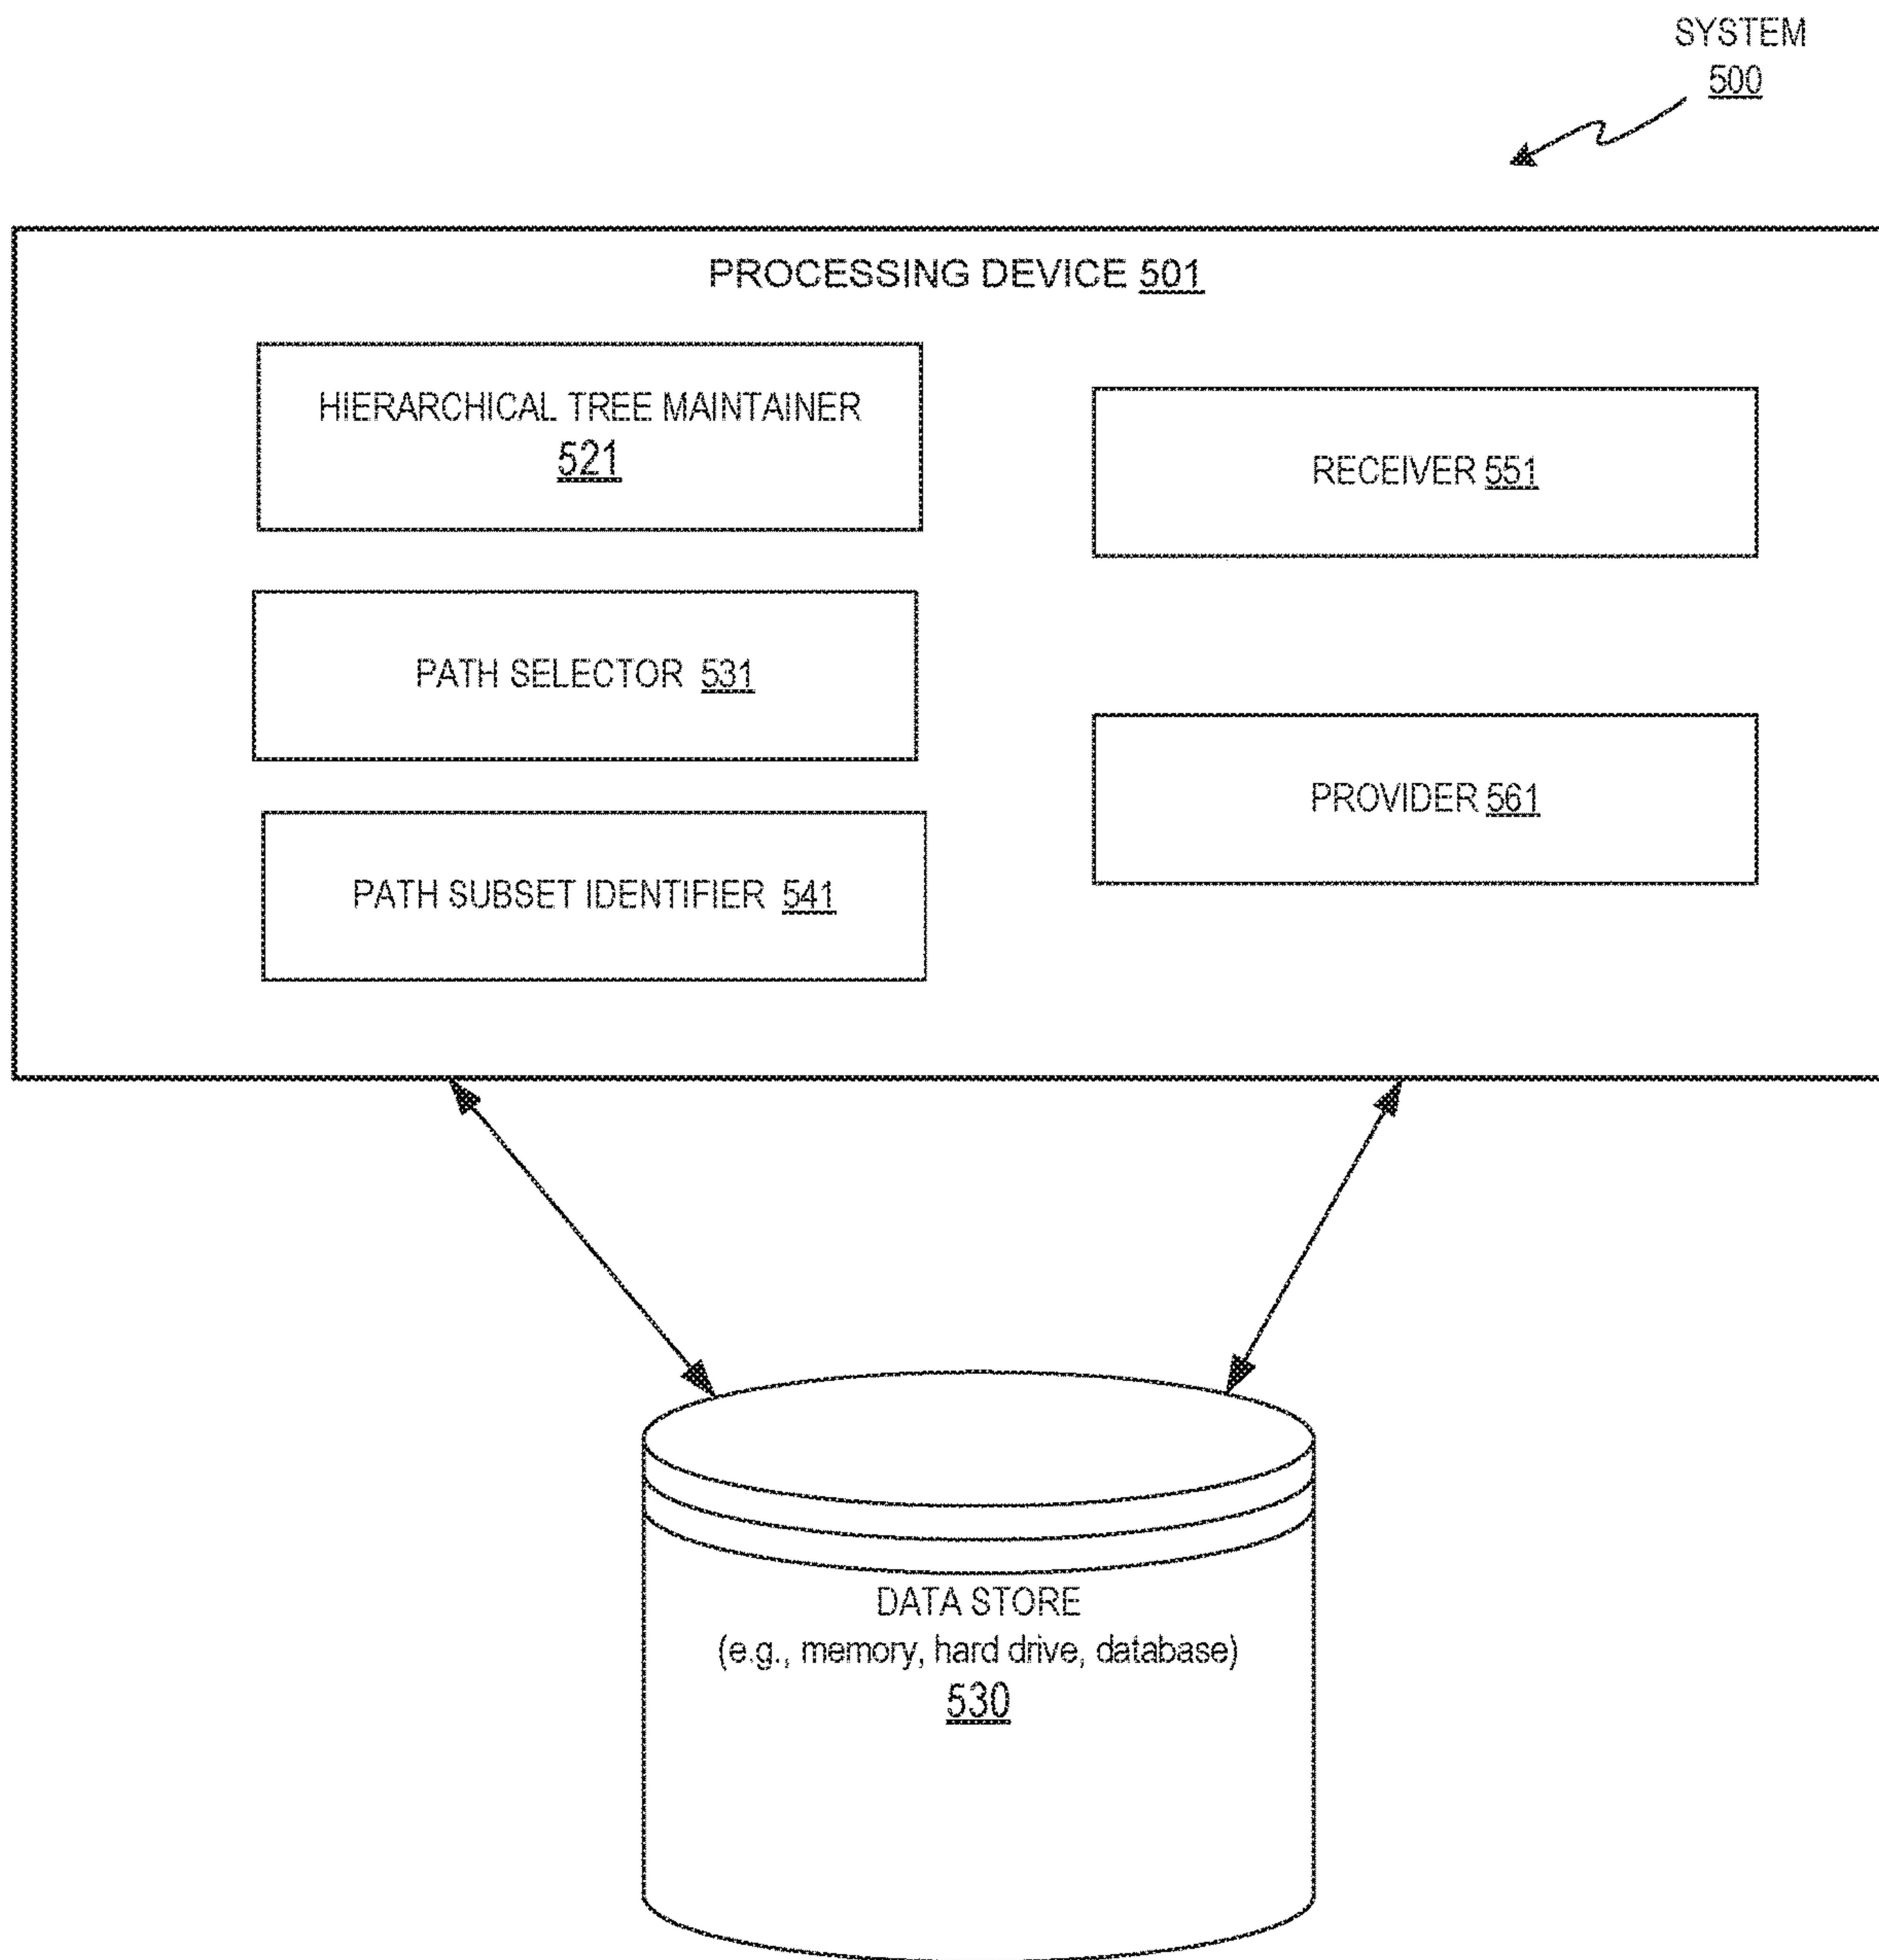 SYSTEM
500
PROCESSING DEVICE 501
HIERARCHICAL TREE MAINTAINER
521
PATH SELECTOR 531
PATH SUBSET IDENTIFIER 541
RECEIVER 551
PROVIDER 561
DATA STORE
(e.g., memory, hard drive, database)
530